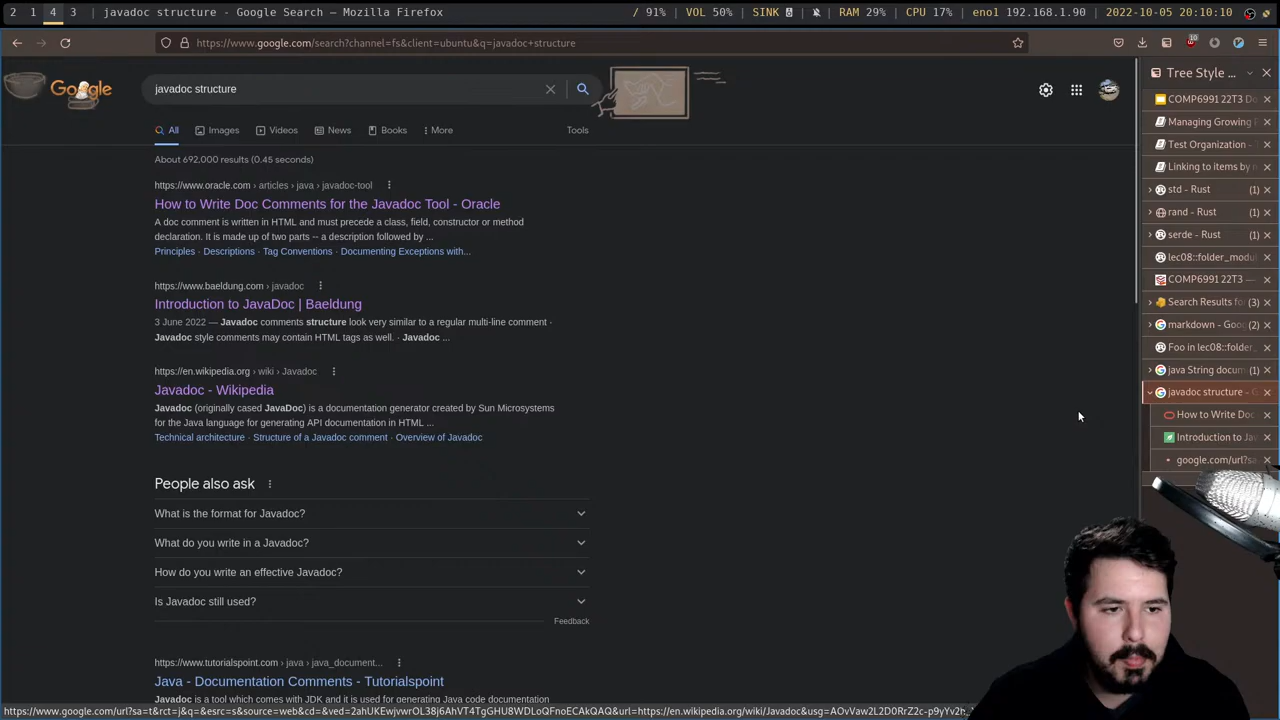 2 1 4 3 javadoc structure - Google Search — Mozilla Firefox / 91% VOL 50% SINK RAM 29% CPU 17% eno1 192.168.1.90 2022-10-05 20:10:10
https://www.google.com/search?channel=fs&client=ubuntu&q=javadoc+structure
Google
javadoc structure
All Images Videos News Books More Tools
About 692,000 results (0.45 seconds)
https://www.oracle.com › articles › java › javadoc-tool
How to Write Doc Comments for the Javadoc Tool - Oracle
A doc comment is written in HTML and must precede a class, field, constructor or method
declaration. It is made up of two parts -- a description followed by ...
Principles · Descriptions · Tag Conventions · Documenting Exceptions with...
https://www.baeldung.com › javadoc
Introduction to JavaDoc | Baeldung
3 June 2022 — Javadoc comments structure look very similar to a regular multi-line comment ·
Javadoc style comments may contain HTML tags as well. · Javadoc ...
https://en.wikipedia.org › wiki › Javadoc
Javadoc - Wikipedia
Javadoc (originally cased JavaDoc) is a documentation generator created by Sun Microsystems
for the Java language for generating API documentation in HTML ...
Technical architecture · Structure of a Javadoc comment · Overview of Javadoc
People also ask
What is the format for Javadoc?
What do you write in a Javadoc?
How do you write an effective Javadoc?
Is Javadoc still used?
Feedback
https://www.tutorialspoint.com › java › java_document...
Java - Documentation Comments - Tutorialspoint
Javadoc is a tool which comes with JDK and it is used for generating Java code documentation
Tree Style ...
COMP6991 22T3 Do
Managing Growing
Test Organization -
Linking to items by
std - Rust (1)
rand - Rust (1)
serde - Rust (1)
lec08::folder_modu
COMP6991 22T3 —
Search Results fo (3)
markdown - Goo (2)
Foo in lec08::folder
java String docum (1)
javadoc structure - G
How to Write Doc
Introduction to Ja
google.com/url?sa